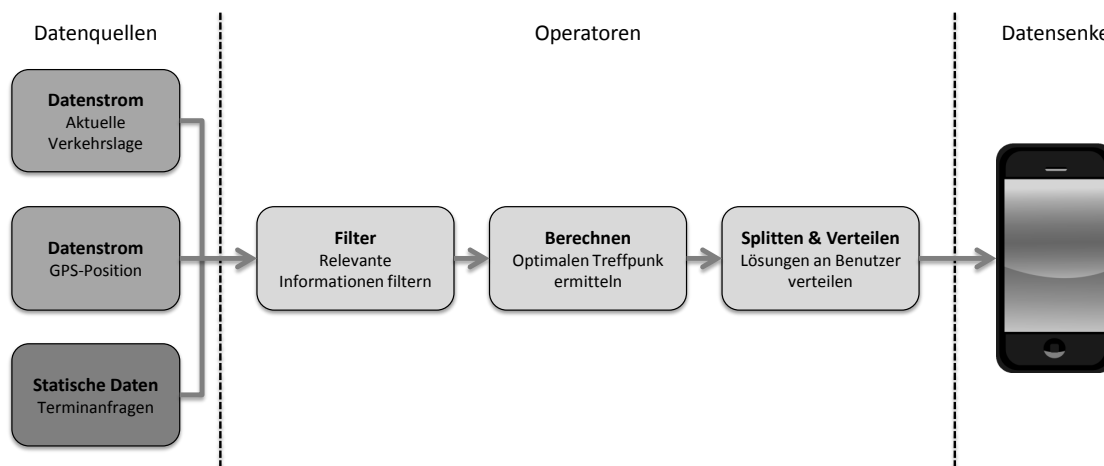 Datenquellen
Operatoren
Datensenke
Datenstrom
Aktuelle
Verkehrslage
Datenstrom
GPS-Position
Statische Daten
Terminanfragen
Filter
Relevante
Informationen filtern
Berechnen
Optimalen Treffpunk
ermitteln
Splitten & Verteilen
Lösungen an Benutzer
verteilen